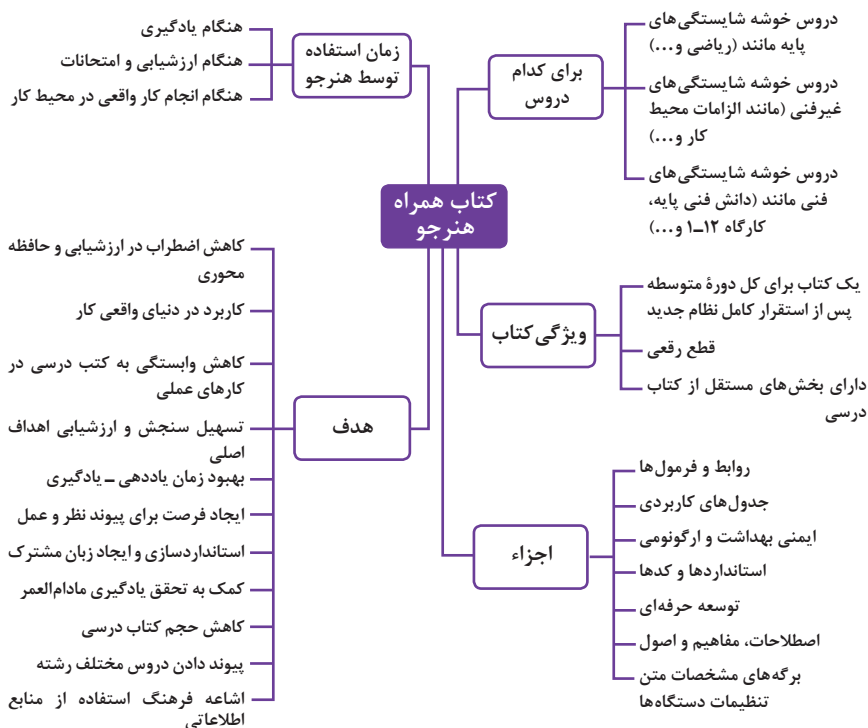 کتاب همراه
هنرجو
برای کدام
دروس
دروس خوشه شایستگی‌های
پایه مانند (ریاضی و...)
دروس خوشه شایستگی‌های
غیرفنی (مانند الزامات محیط
کار و...)
دروس خوشه شایستگی‌های
فنی مانند (دانش فنی پایه،
کارگاه ۱۲ــ۱ و...)
ویژگی کتاب
یک کتاب برای کل دورهٔ متوسطه
پس از استقرار کامل نظام جدید
قطع رقعی
دارای بخش‌های مستقل از کتاب
درسی
اجزاء
روابط و فرمول‌ها
جدول‌های کاربردی
ایمنی بهداشت و ارگونومی
استانداردها و کدها
توسعه حرفه‌ای
اصطلاحات، مفاهیم و اصول
برگه‌های مشخصات متن
تنظیمات دستگاه‌ها
زمان استفاده
توسط هنرجو
هنگام یادگیری
هنگام ارزشیابی و امتحانات
هنگام انجام کار واقعی در محیط کار
هدف
کاهش اضطراب در ارزشیابی و حافظه
محوری
کاربرد در دنیای واقعی کار
کاهش وابستگی به کتب درسی در
کارهای عملی
تسهیل سنجش و ارزشیابی اهداف
اصلی
بهبود زمان یاددهی ــ یادگیری
ایجاد فرصت برای پیوند نظر و عمل
استانداردسازی و ایجاد زبان مشترک
کمک به تحقق یادگیری مادام‌العمر
کاهش حجم کتاب درسی
پیوند دادن دروس مختلف رشته
اشاعه فرهنگ استفاده از منابع
اطلاعاتی